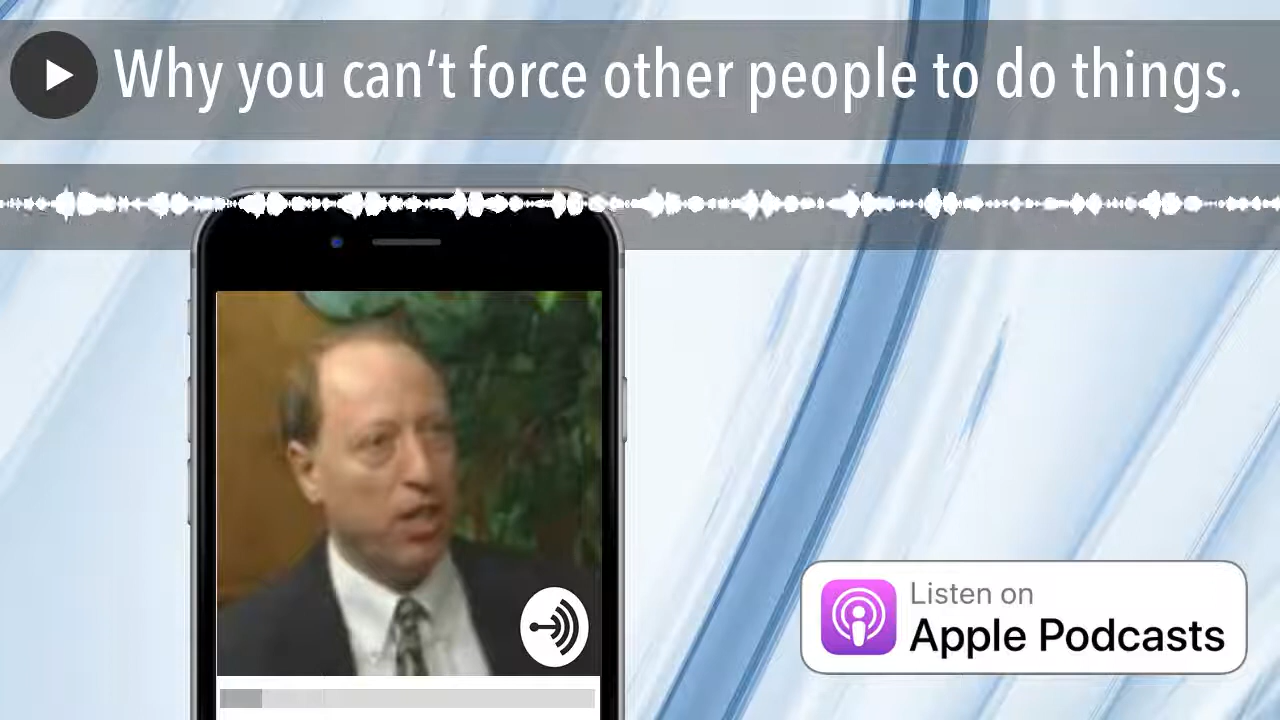 Why you can’t force other people to do things.
Listen on
Apple Podcasts